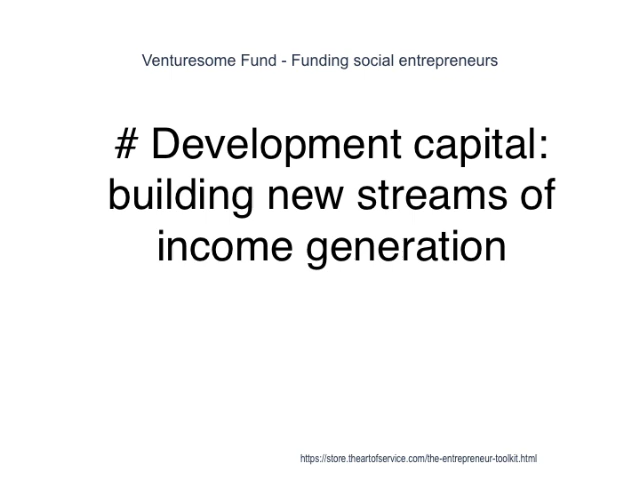 Venturesome Fund - Funding social entrepreneurs
# Development capital:
building new streams of
income generation
https://store.theartofservice.com/the-entrepreneur-toolkit.html